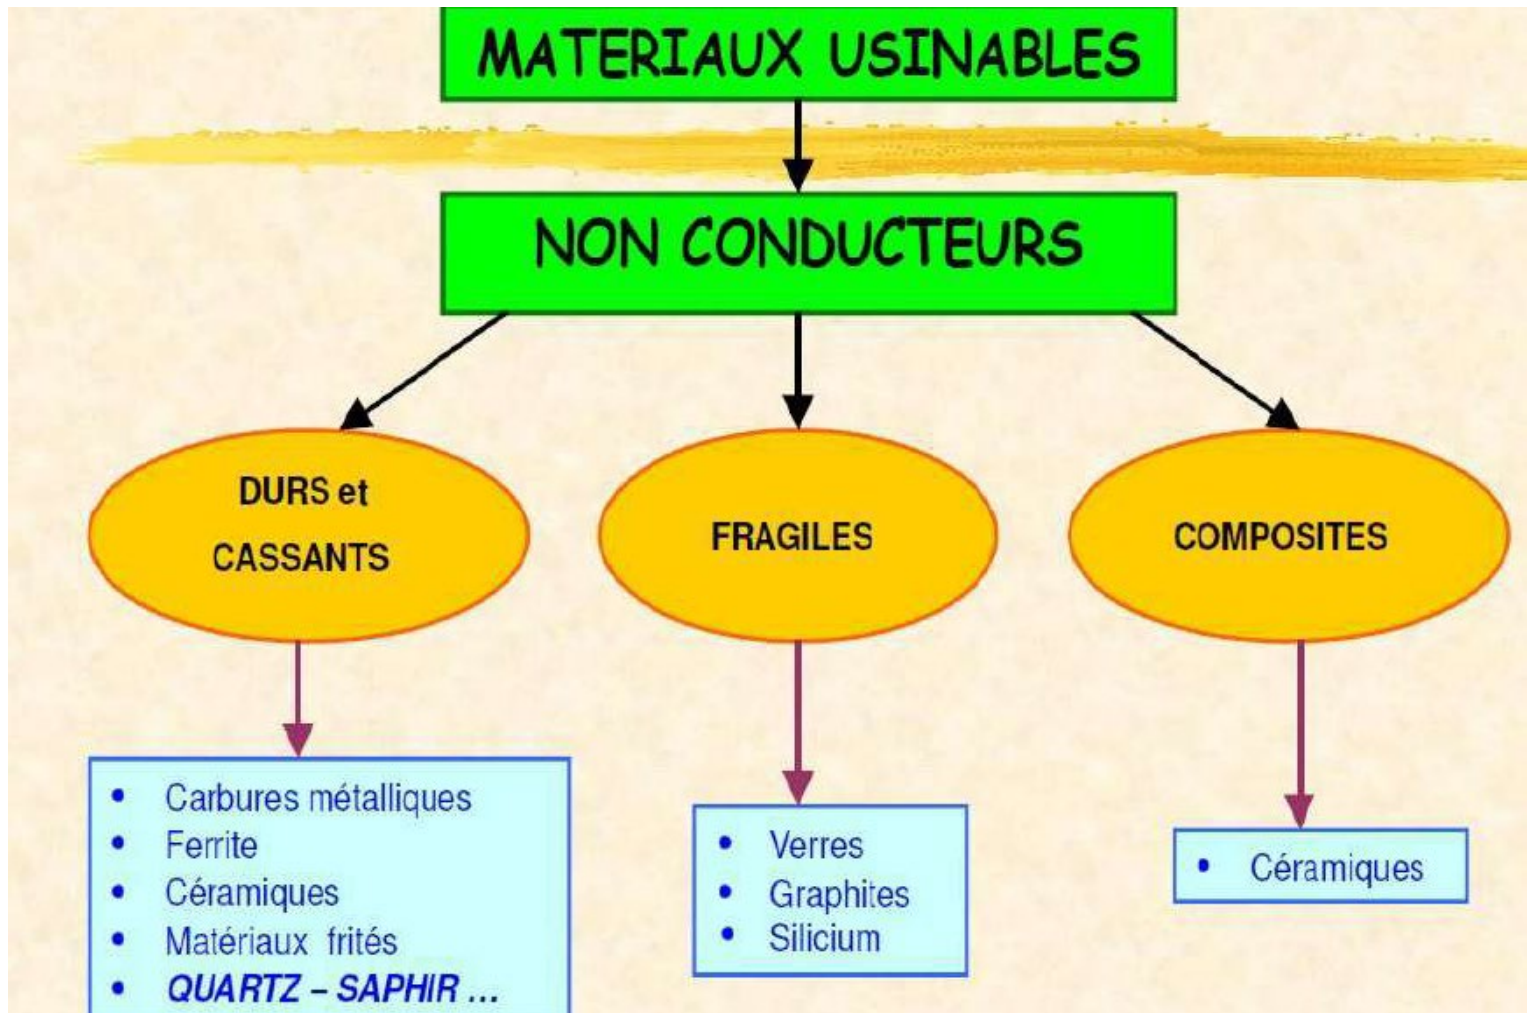 MATERIAUX USINABLES
NON CONDUCTEURS
DURS et
CASSANTS
FRAGILES
COMPOSITES
• Carbures métalliques
• Ferrite
• Céramiques
• Matériaux frités
• QUARTZ – SAPHIR ...
• Verres
• Graphites
• Silicium
• Céramiques